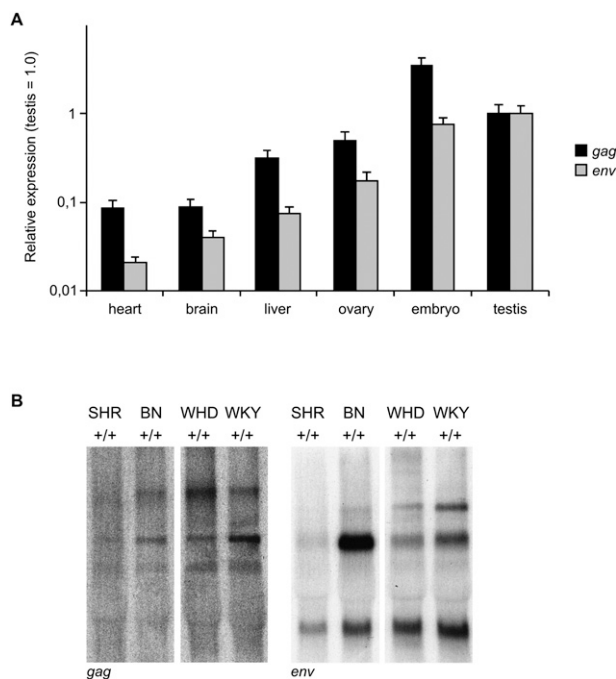 A
Relative expression (testis = 1.0)
1
0,1
0,01
heart brain liver ovary embryo testis
gag
env
B
SHR BN WHD WKY SHR BN WHD WKY
+/+ +/+ +/+ +/+ +/+ +/+ +/+ +/+
gag env